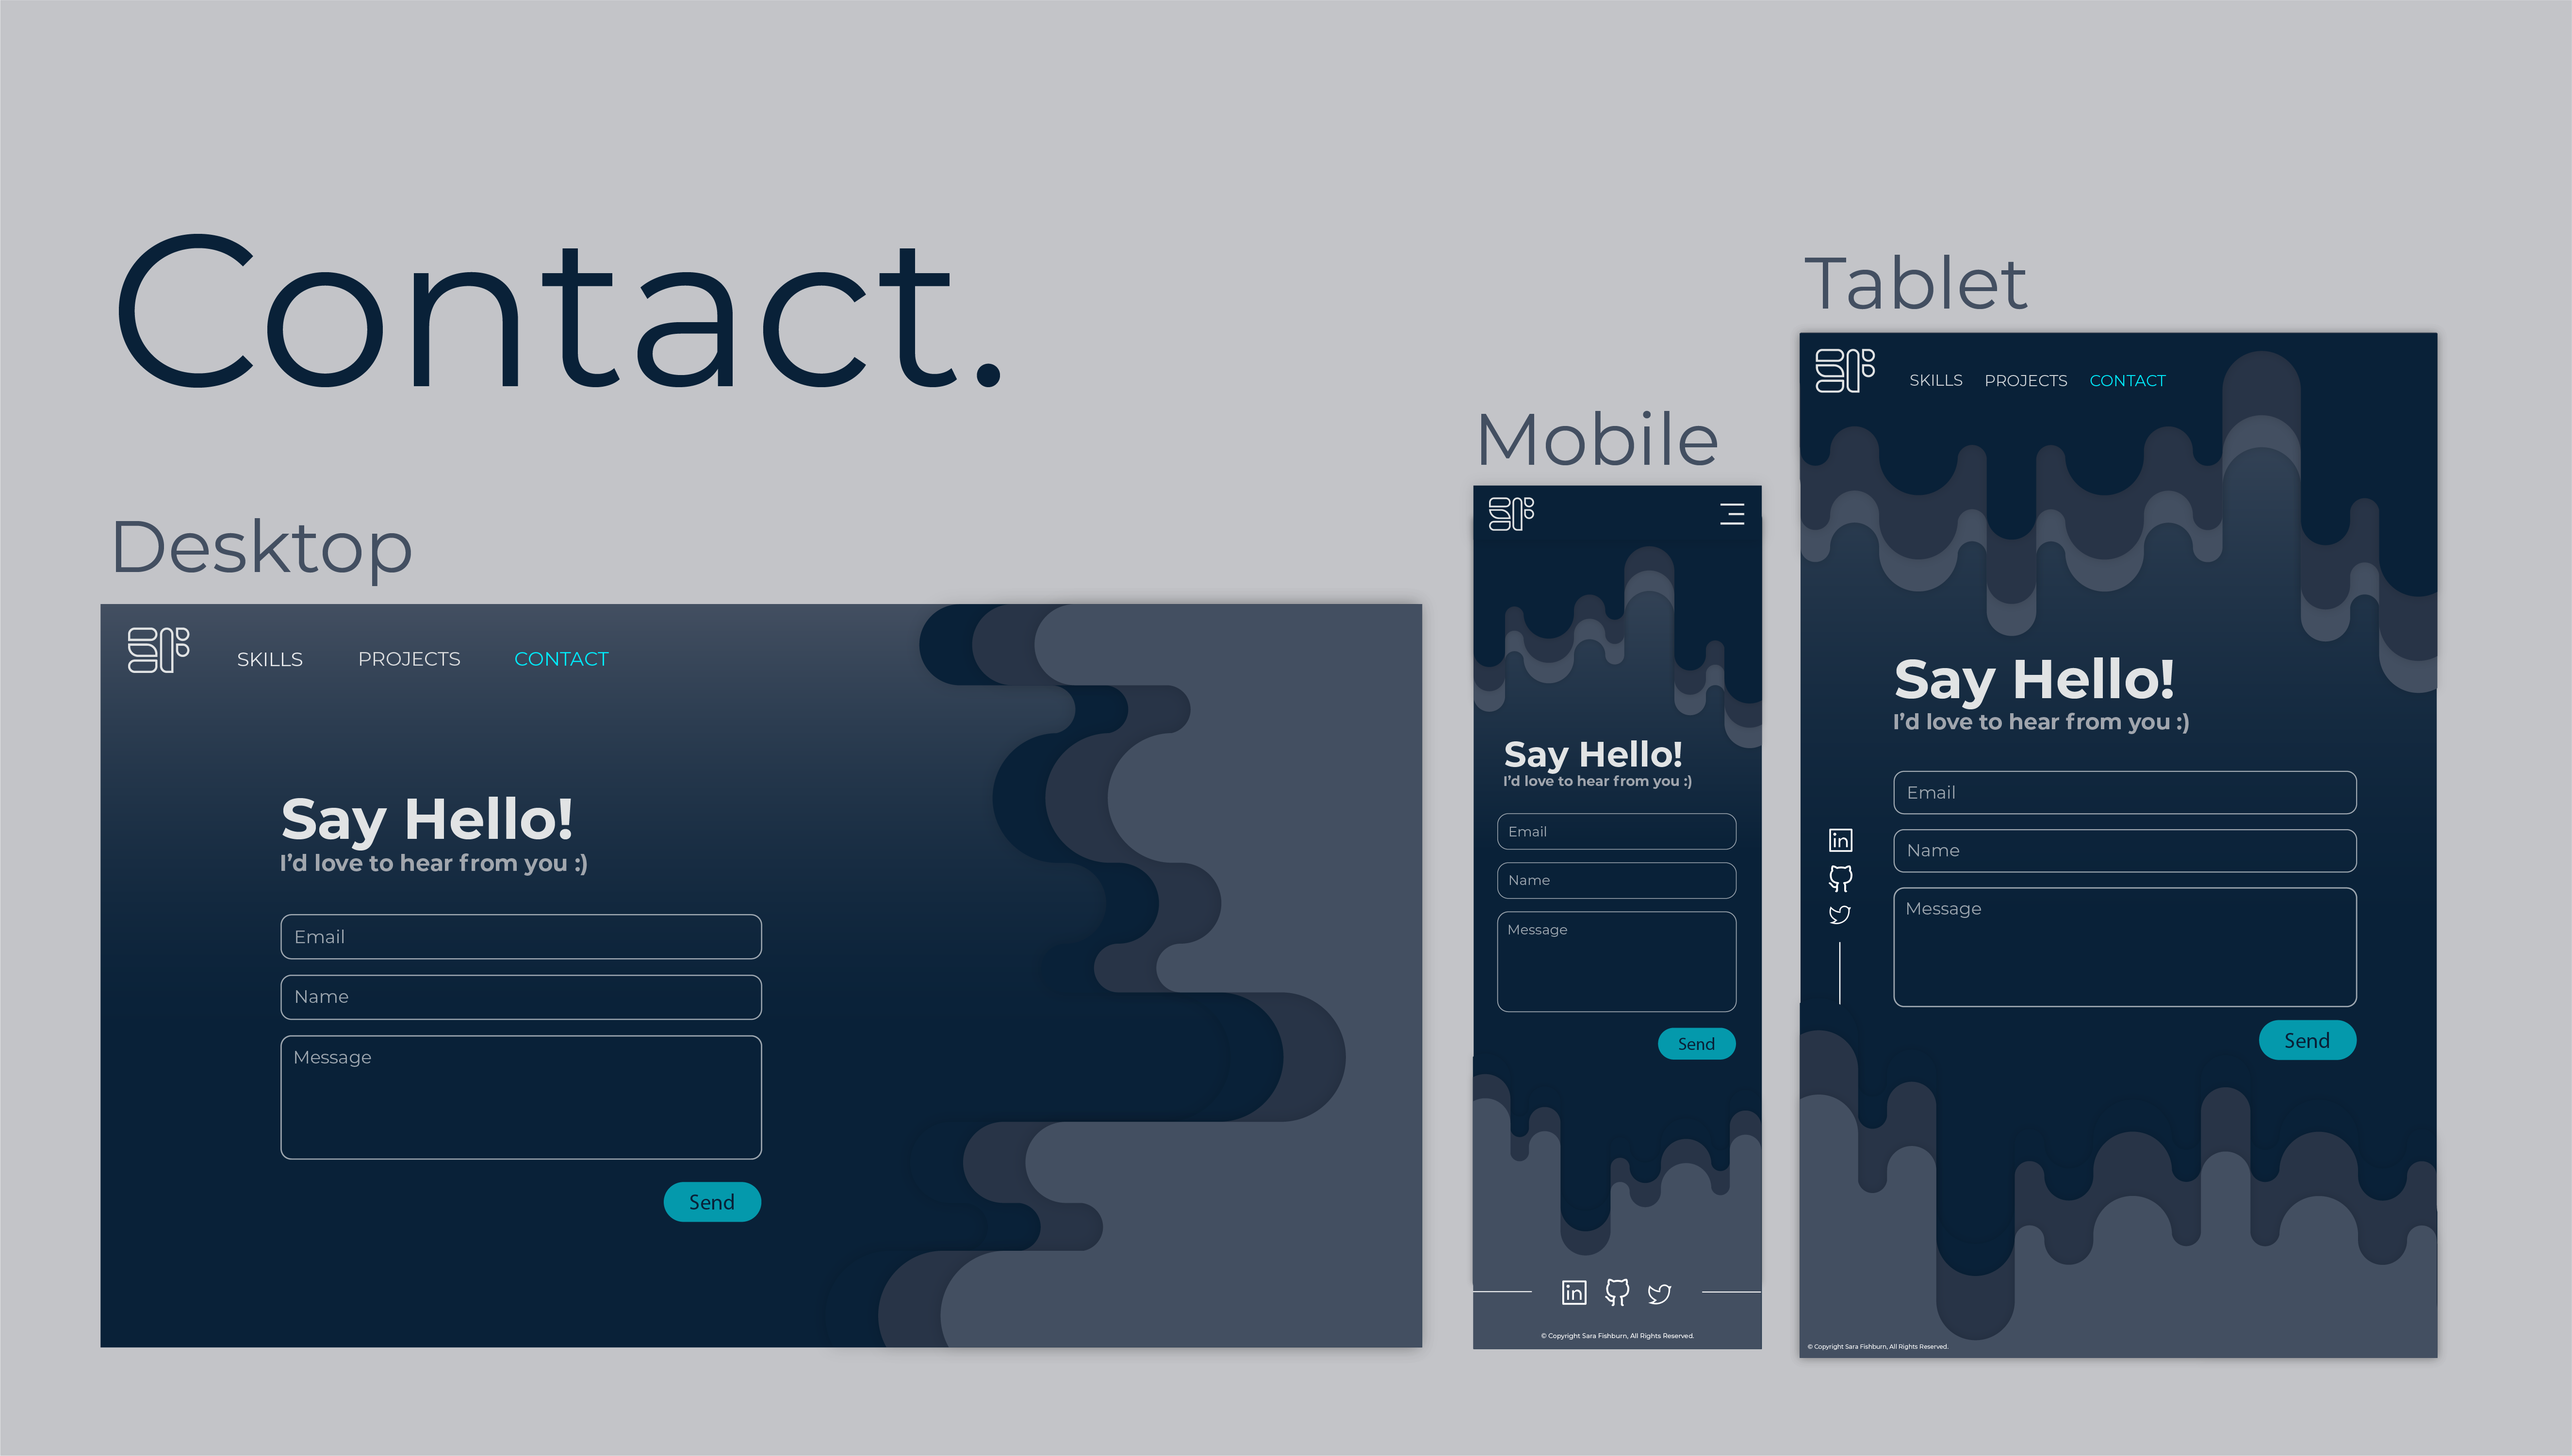 Contact.
Desktop
SKILLS PROJECTS CONTACT
Say Hello!
I'd love to hear from you :)
Email
Name
Message
Send
Mobile
Say Hello!
I'd love to hear from you :)
Email
Name
Message
Send
© Copyright Sara Fishburn, All Rights Reserved.
Tablet
SKILLS PROJECTS CONTACT
Say Hello!
I'd love to hear from you :)
Email
Name
Message
Send
© Copyright Sara Fishburn, All Rights Reserved.